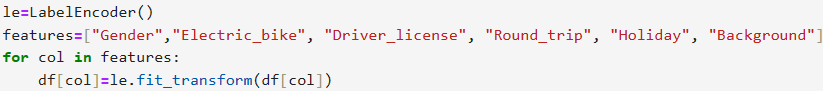 le=LabelEncoder()
features=["Gender","Electric_bike", "Driver_license", "Round_trip", "Holiday", "Background"]
for col in features:
    df[col]=le.fit_transform(df[col])